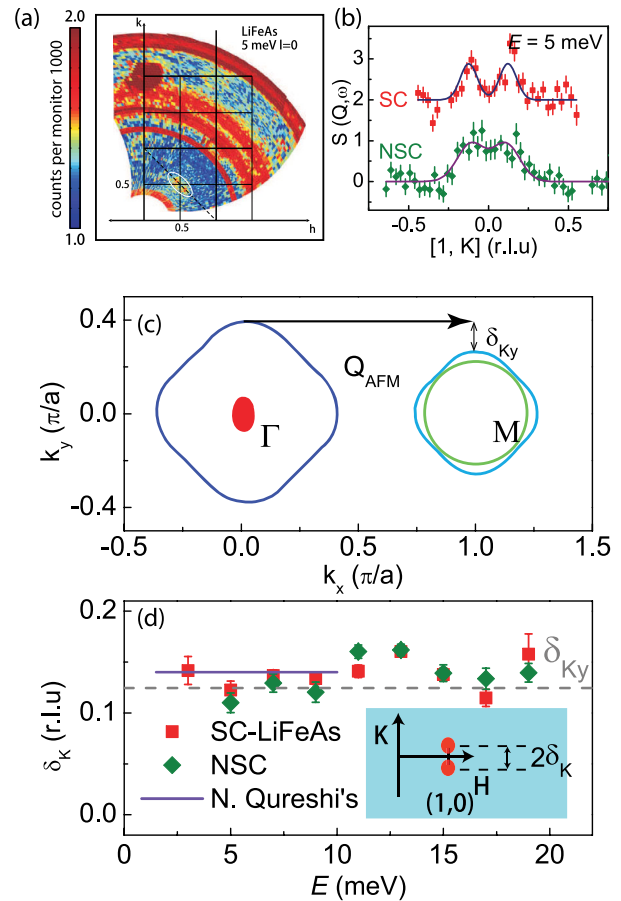 (a)
2.0
counts per monitor 1000
1.0
k
LiFeAs
5 meV l=0
0.5
0.5
h
(b)
E = 5 meV
SC
NSC
S (Q,ω)
3
2
1
0
-0.5
0.0
0.5
[1, K] (r.l.u)
(c)
0.4
0.0
-0.4
k_y (π/a)
Q_AFM
δ_Ky
Γ
M
-0.5
0.0
0.5
1.0
1.5
k_x (π/a)
(d)
0.2
0.1
0.0
δ_K (r.l.u)
δ_Ky
SC-LiFeAs
NSC
N. Qureshi's
K
H
(1,0)
2δ_K
0
5
10
15
20
E (meV)